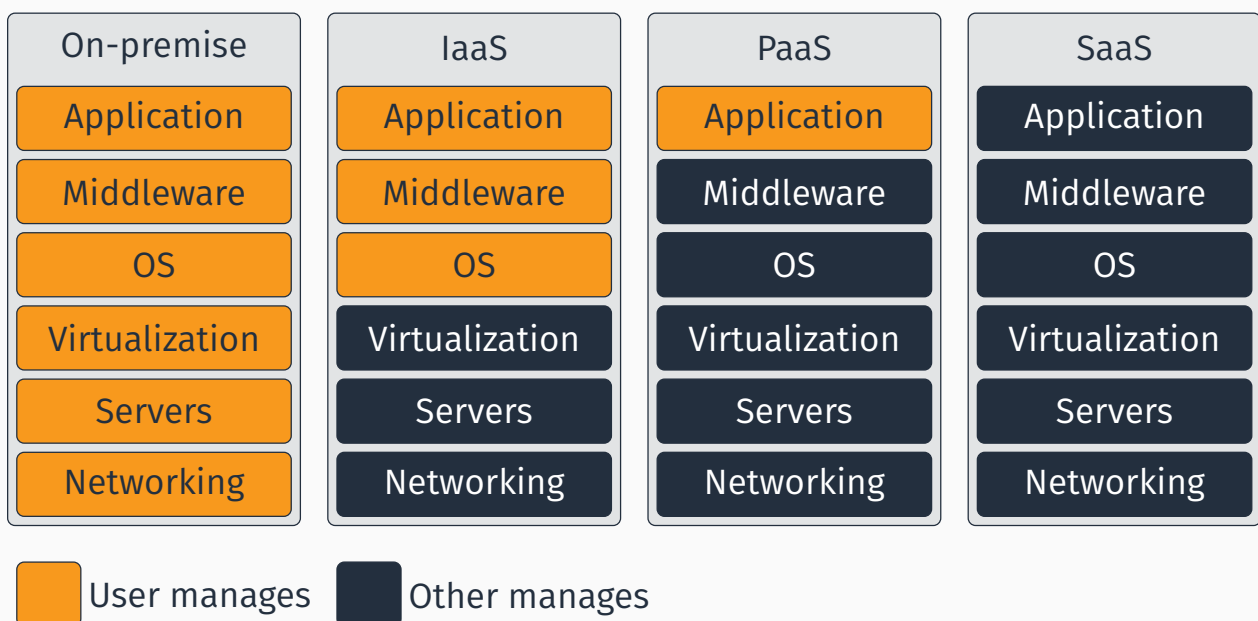 On-premise
Application
Middleware
OS
Virtualization
Servers
Networking
IaaS
Application
Middleware
OS
Virtualization
Servers
Networking
PaaS
Application
Middleware
OS
Virtualization
Servers
Networking
SaaS
Application
Middleware
OS
Virtualization
Servers
Networking
User manages
Other manages